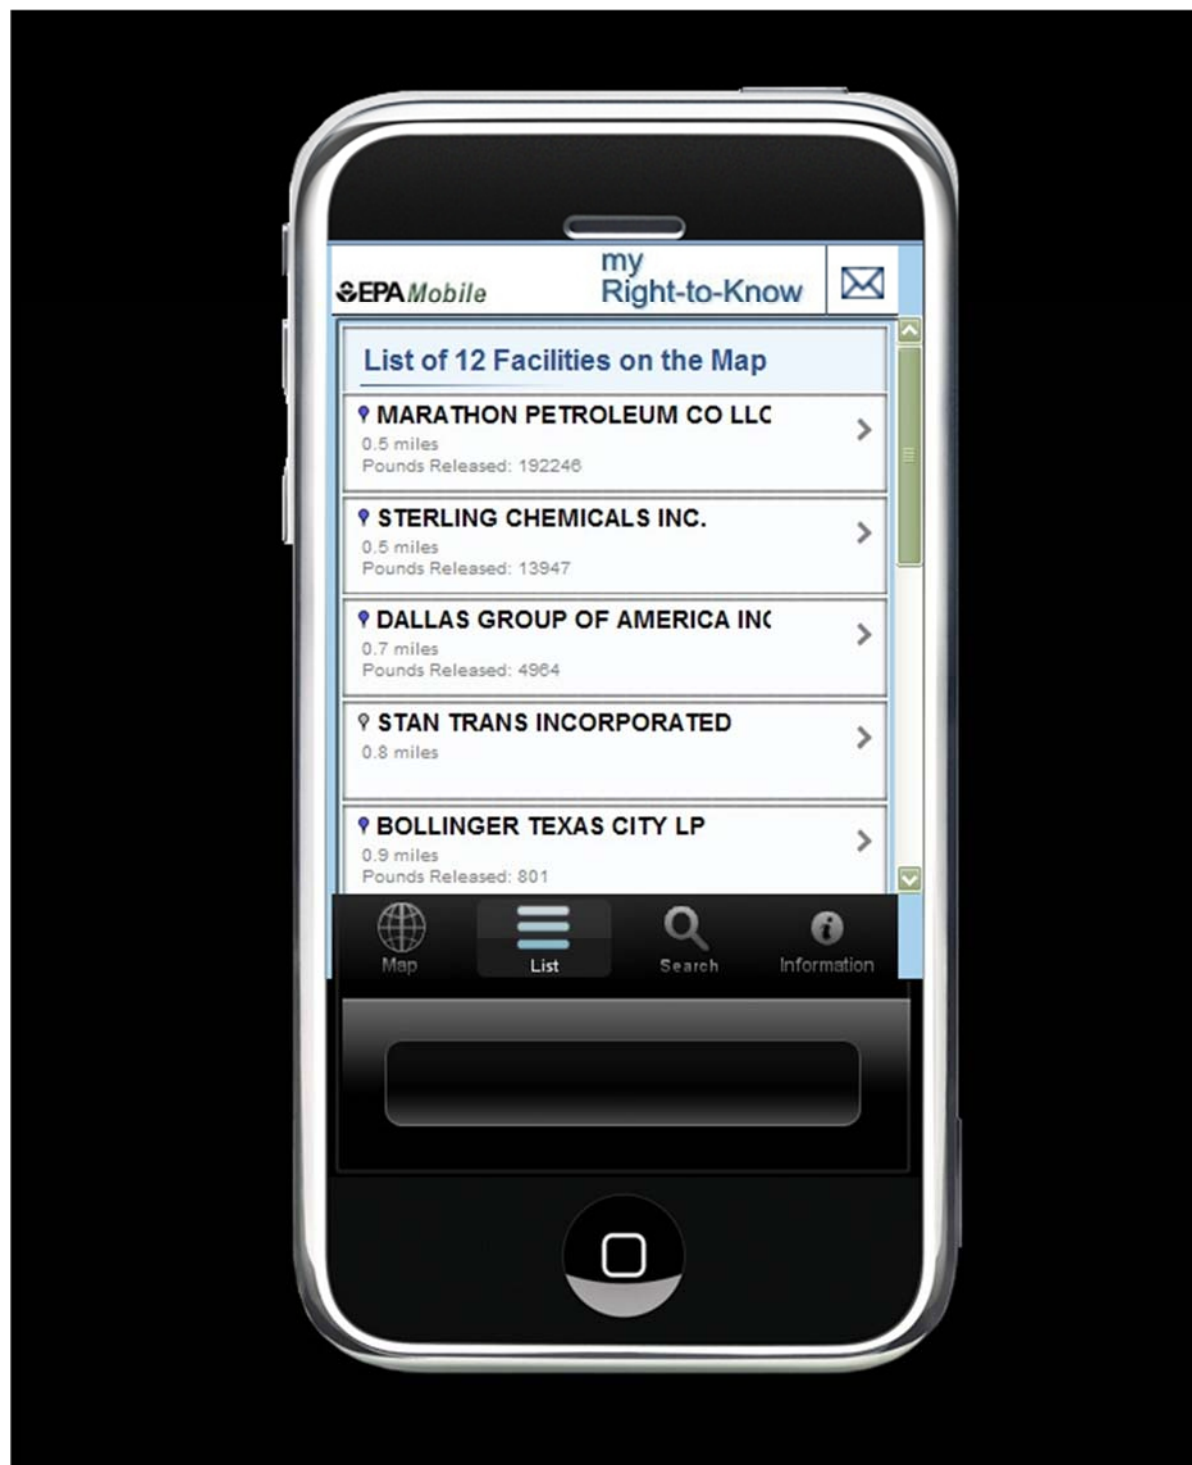 EPA Mobile
my
Right-to-Know
List of 12 Facilities on the Map
MARATHON PETROLEUM CO LLC
0.5 miles
Pounds Released: 192246
STERLING CHEMICALS INC.
0.5 miles
Pounds Released: 13947
DALLAS GROUP OF AMERICA INC
0.7 miles
Pounds Released: 4964
STAN TRANS INCORPORATED
0.8 miles
BOLLINGER TEXAS CITY LP
0.9 miles
Pounds Released: 801
Map List Search Information